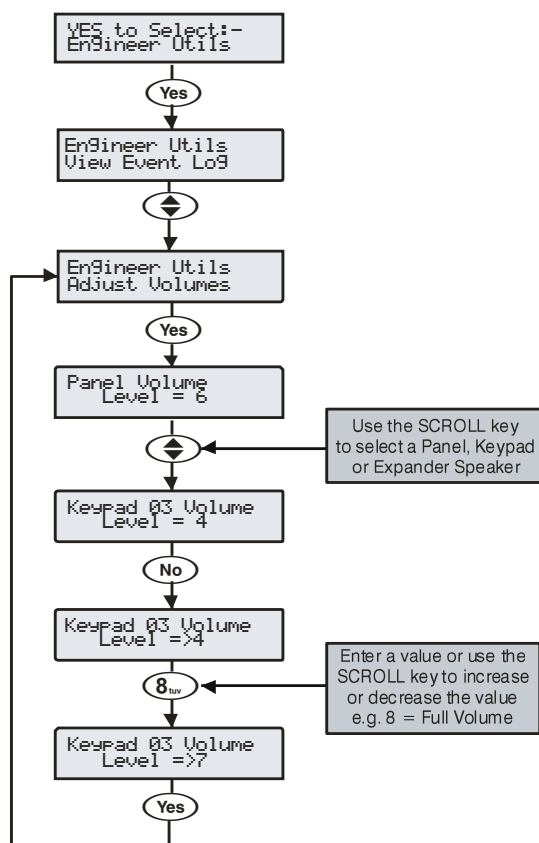 YES to Select:-
Engineer Utils
Yes
Engineer Utils
View Event Log
Engineer Utils
Adjust Volumes
Yes
Panel Volume
Level = 6
Use the SCROLL key
to select a Panel, Keypad
or Expander Speaker
Keypad 03 Volume
Level = 4
No
Keypad 03 Volume
Level =>4
Enter a value or use the
SCROLL key to increase
or decrease the value
e.g. 8 = Full Volume
8tuv
Keypad 03 Volume
Level =>7
Yes